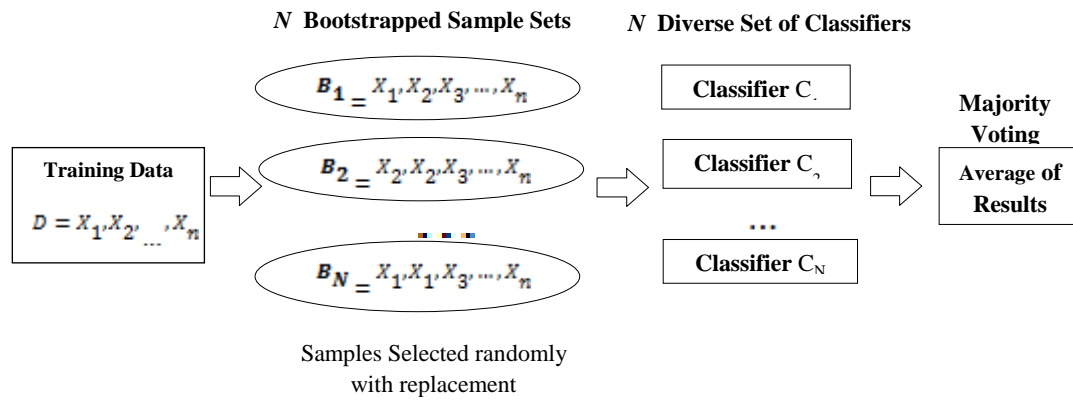 N Bootstrapped Sample Sets
N Diverse Set of Classifiers
Training Data
D = X1, X2, ... , Xn
B1 = X1, X2, X3, ..., Xn
B2 = X2, X2, X3, ..., Xn
...
BN = X1, X1, X3, ..., Xn
Samples Selected randomly
with replacement
Classifier C
Classifier C2
...
Classifier CN
Majority
Voting
Average of
Results